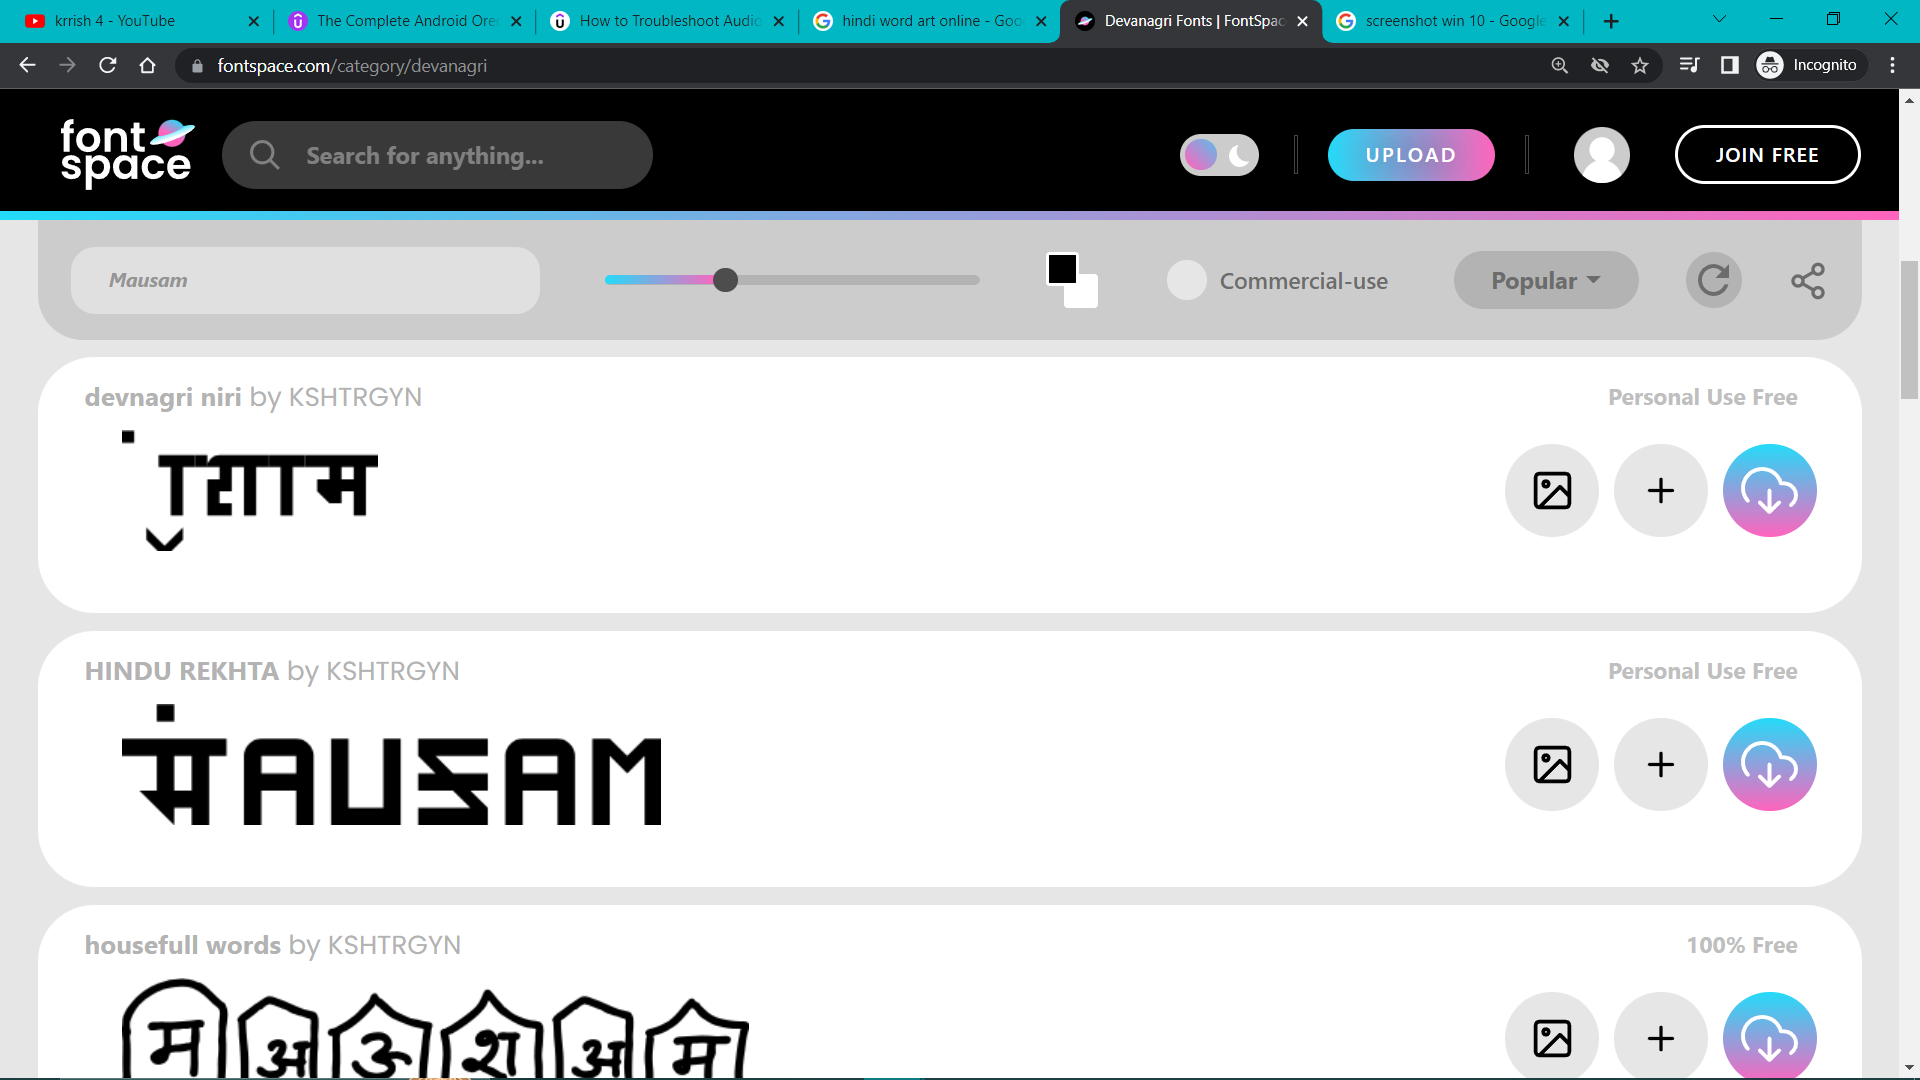 krrish 4 - YouTube
The Complete Android Ore
How to Troubleshoot Audio
hindi word art online - Goo
Devanagri Fonts | FontSpac
screenshot win 10 - Google
fontspace.com/category/devanagri
Incognito
font space
Search for anything...
UPLOAD
JOIN FREE
Mausam
Commercial-use
Popular
devnagri niri by KSHTRGYN
Personal Use Free
HINDU REKHTA by KSHTRGYN
Personal Use Free
मंAUSAM
housefull words by KSHTRGYN
100% Free
म अ ऊ श अ म